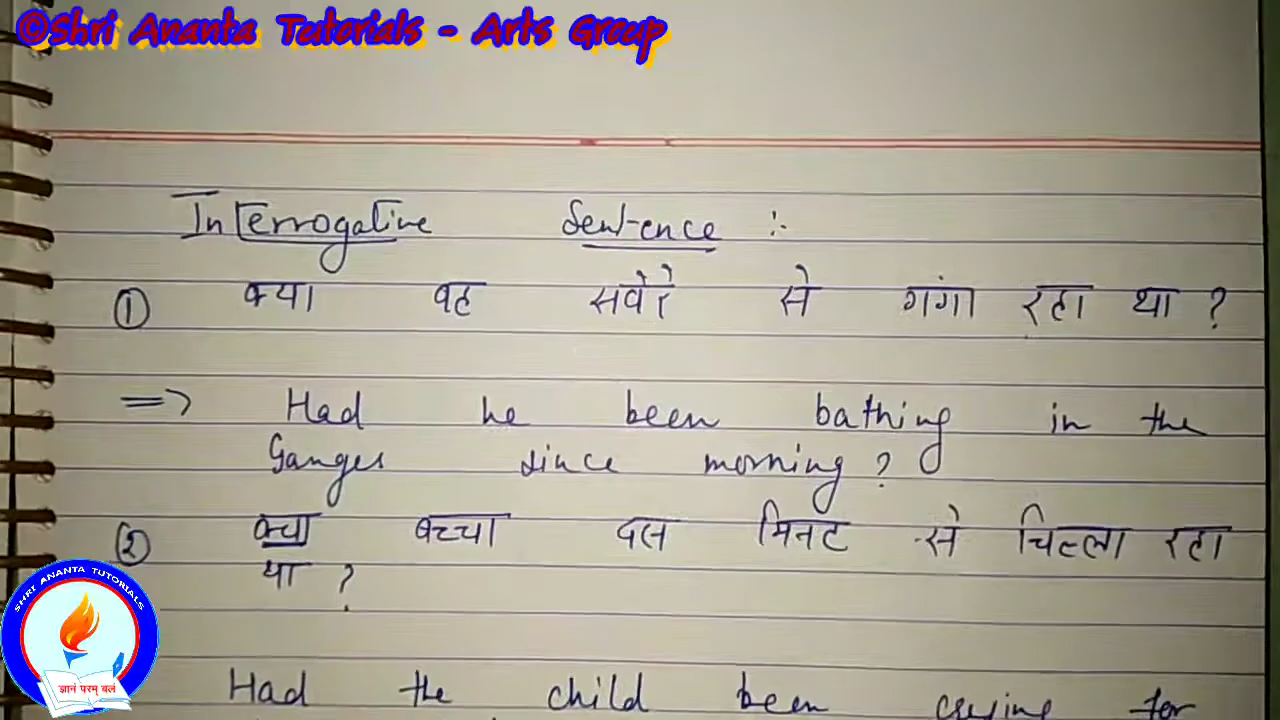 ©Shri Ananta Tutorials - Arts Group
Interrogative Sentence :-
① क्या वह सवेरे से गंगा रहा था ?
⇒ Had he been bathing in the
Ganges since morning ?
② क्या बच्चा दस मिनट से चिल्ला रहा
था ?
Had the child been crying for
SHRI ANANTA TUTORIALS
ज्ञानं परमं बलं